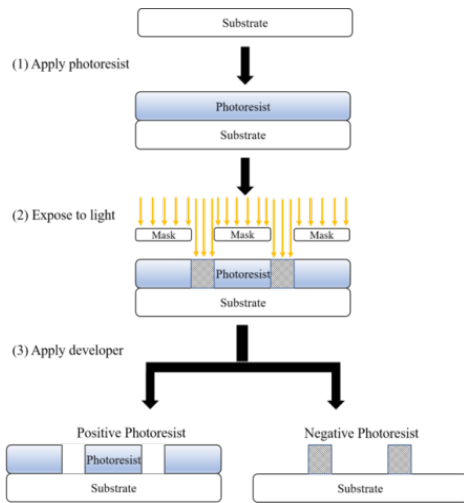 Substrate
(1) Apply photoresist
Photoresist
Substrate
(2) Expose to light
Mask Mask Mask
Photoresist
Substrate
(3) Apply developer
Positive Photoresist
Negative Photoresist
Photoresist
Substrate
Substrate